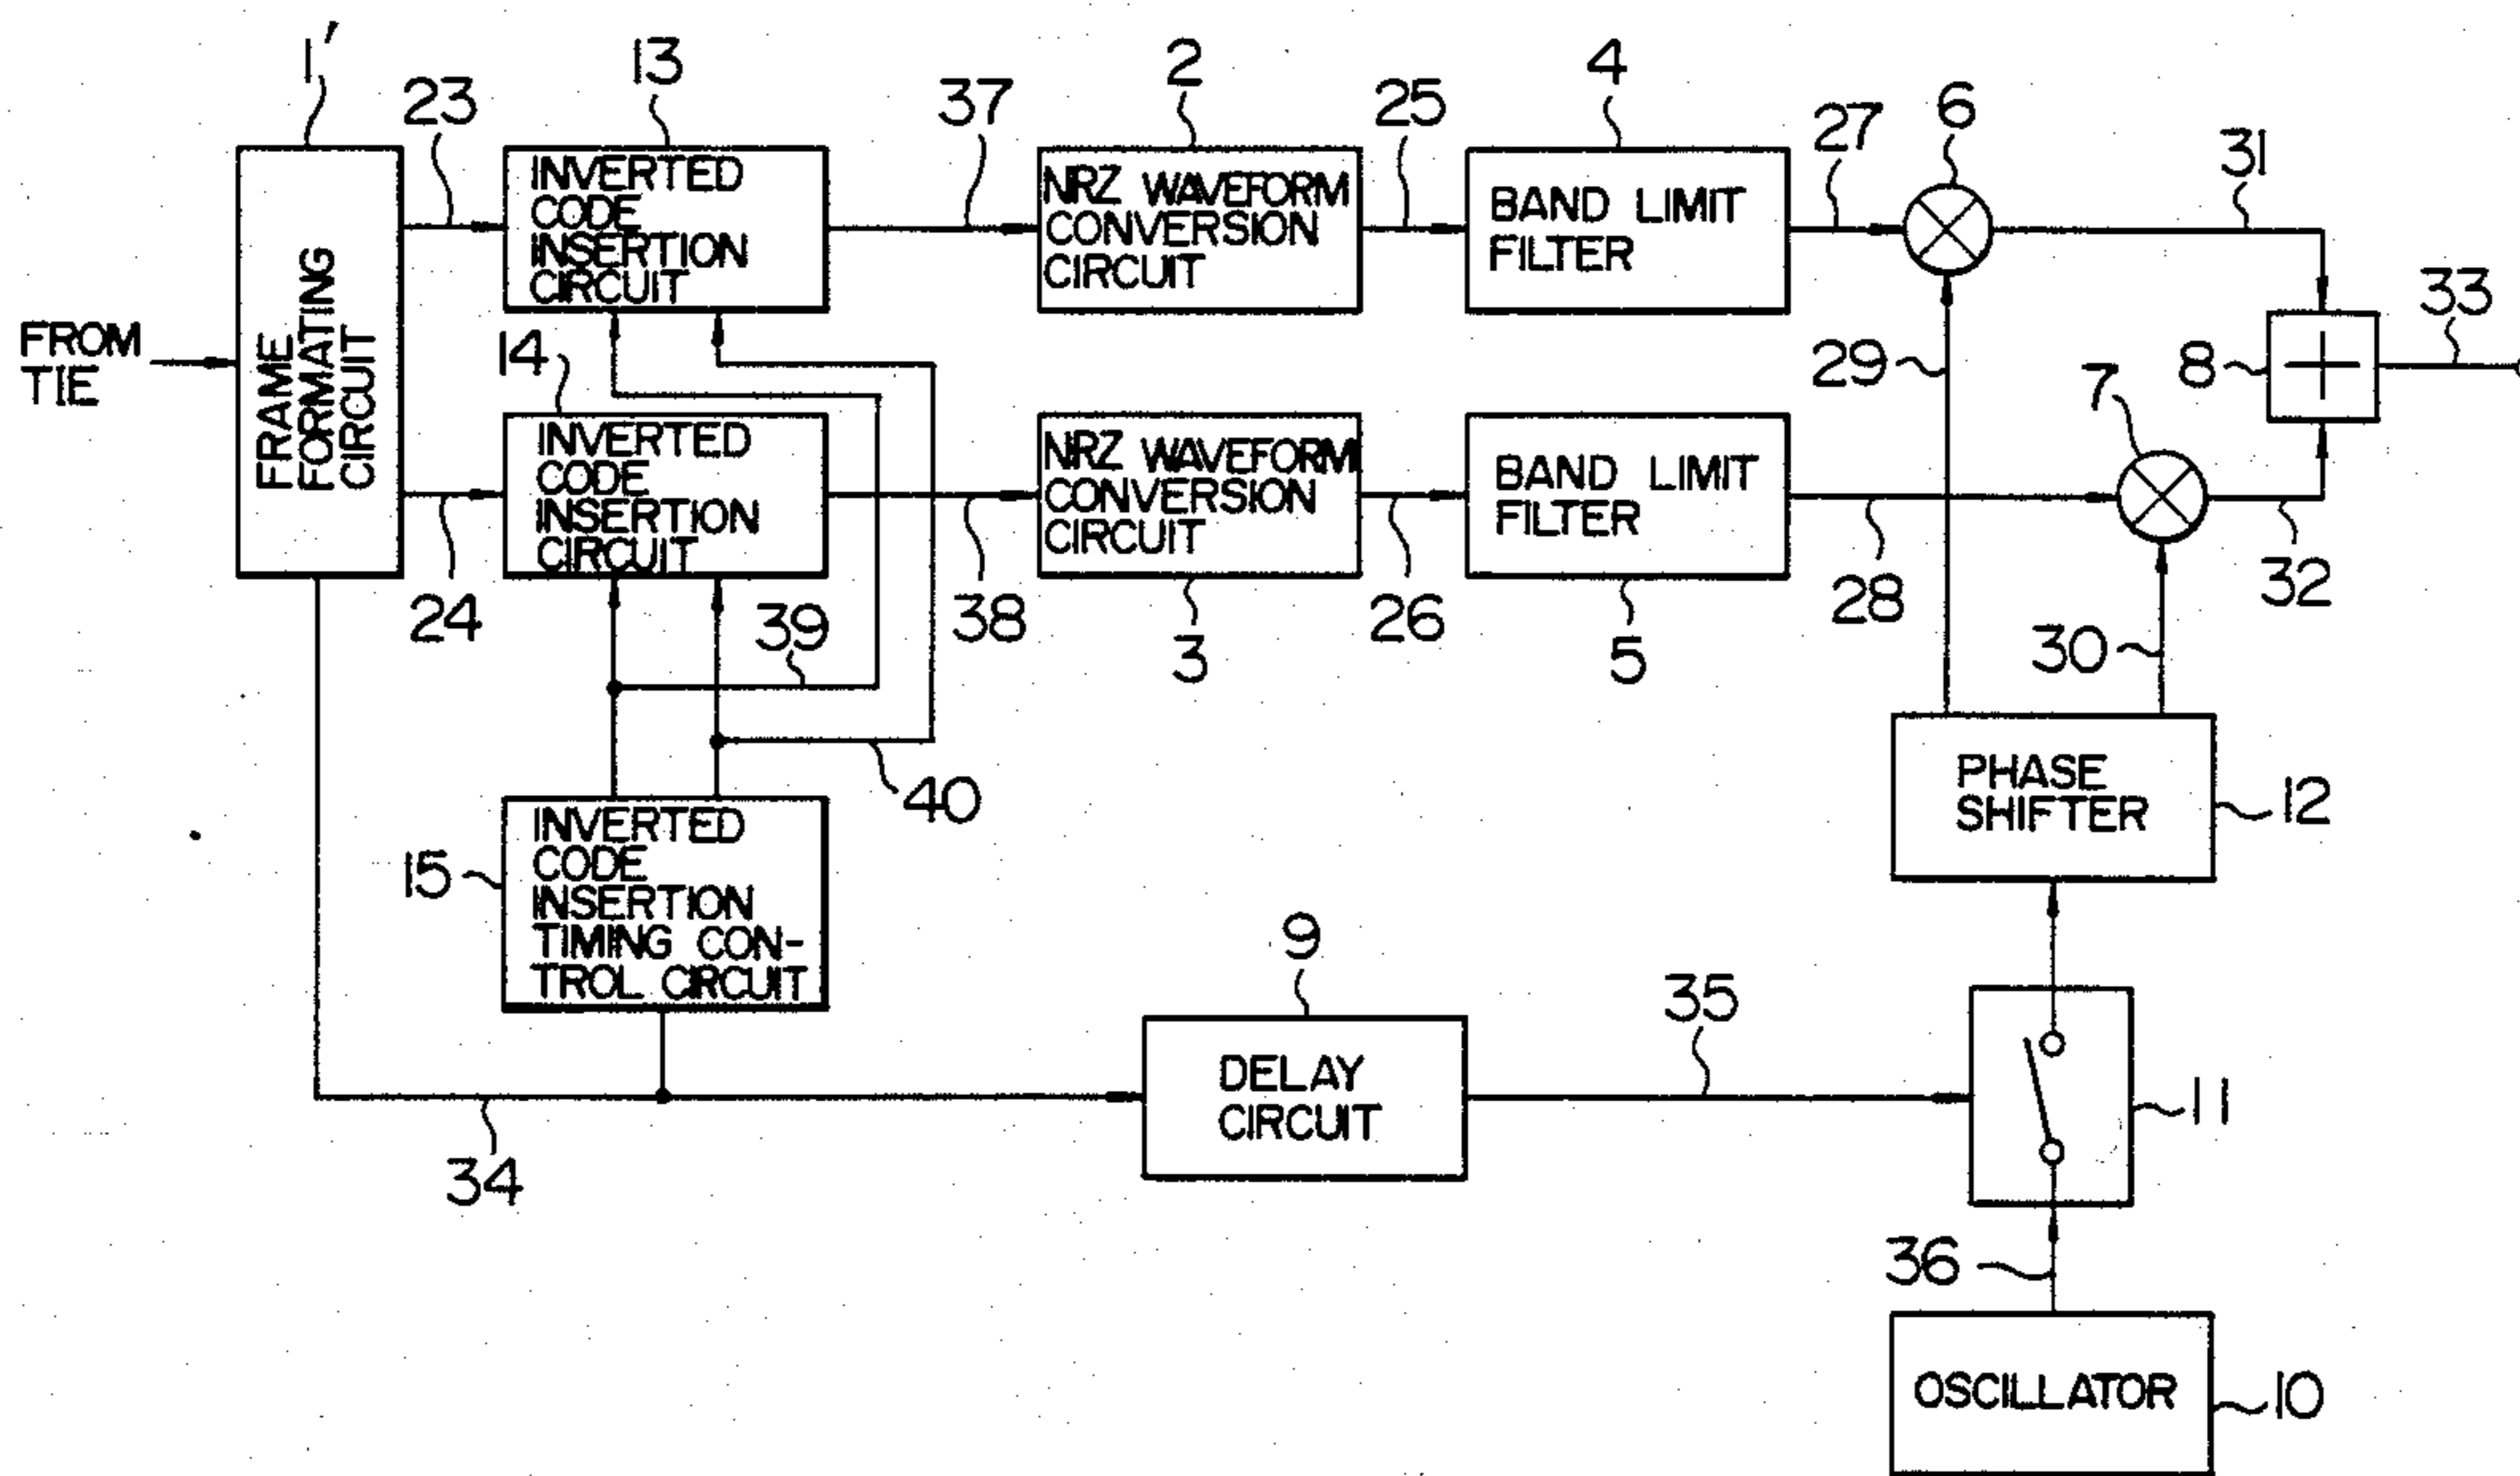 1'
13
2
4
6
23
37
25
27
31
INVERTED
CODE
INSERTION
CIRCUIT
NRZ WAVEFORM
CONVERSION
CIRCUIT
BAND LIMIT
FILTER
33
FROM
TIE
FRAME
FORMATING
CIRCUIT
14
29
7
8
INVERTED
CODE
INSERTION
CIRCUIT
NRZ WAVEFORM
CONVERSION
CIRCUIT
BAND LIMIT
FILTER
24
39
38
3
26
5
28
30
32
40
PHASE
SHIFTER
12
15
INVERTED
CODE
INSERTION
TIMING CON-
TROL CIRCUIT
9
35
DELAY
CIRCUIT
11
34
36
OSCILLATOR
10